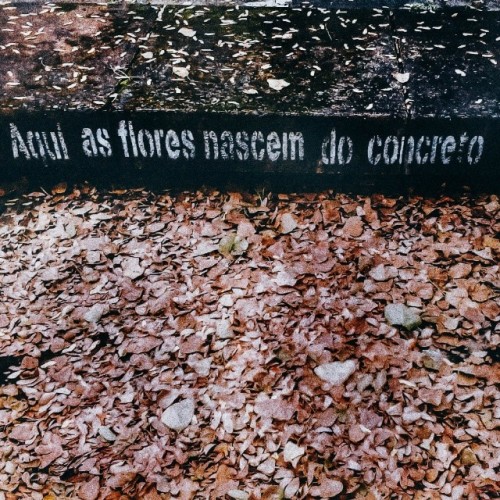 Aqui as flores nascem do concreto